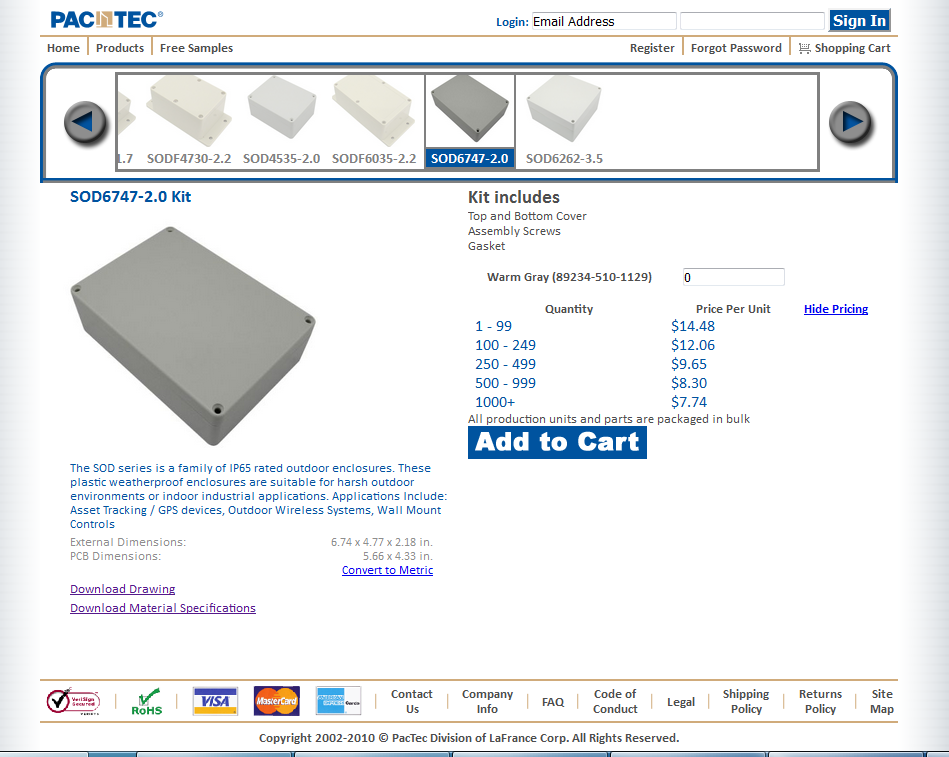 PACTEC®
Login: Email Address Sign In
Home Products Free Samples Register Forgot Password Shopping Cart
1.7 SODF4730-2.2 SOD4535-2.0 SODF6035-2.2 SOD6747-2.0 SOD6262-3.5
SOD6747-2.0 Kit
Kit includes
Top and Bottom Cover
Assembly Screws
Gasket
Warm Gray (89234-510-1129) 0
Quantity Price Per Unit Hide Pricing
1 - 99 $14.48
100 - 249 $12.06
250 - 499 $9.65
500 - 999 $8.30
1000+ $7.74
All production units and parts are packaged in bulk
Add to Cart
The SOD series is a family of IP65 rated outdoor enclosures. These
plastic weatherproof enclosures are suitable for harsh outdoor
environments or indoor industrial applications. Applications Include:
Asset Tracking / GPS devices, Outdoor Wireless Systems, Wall Mount
Controls
External Dimensions: 6.74 x 4.77 x 2.18 in.
PCB Dimensions: 5.66 x 4.33 in.
Convert to Metric
Download Drawing
Download Material Specifications
VeriSign
Secured
RoHS
VISA
MasterCard
Contact
Us
Company
Info
FAQ
Code of
Conduct
Legal
Shipping
Policy
Returns
Policy
Site
Map
Copyright 2002-2010 © PacTec Division of LaFrance Corp. All Rights Reserved.